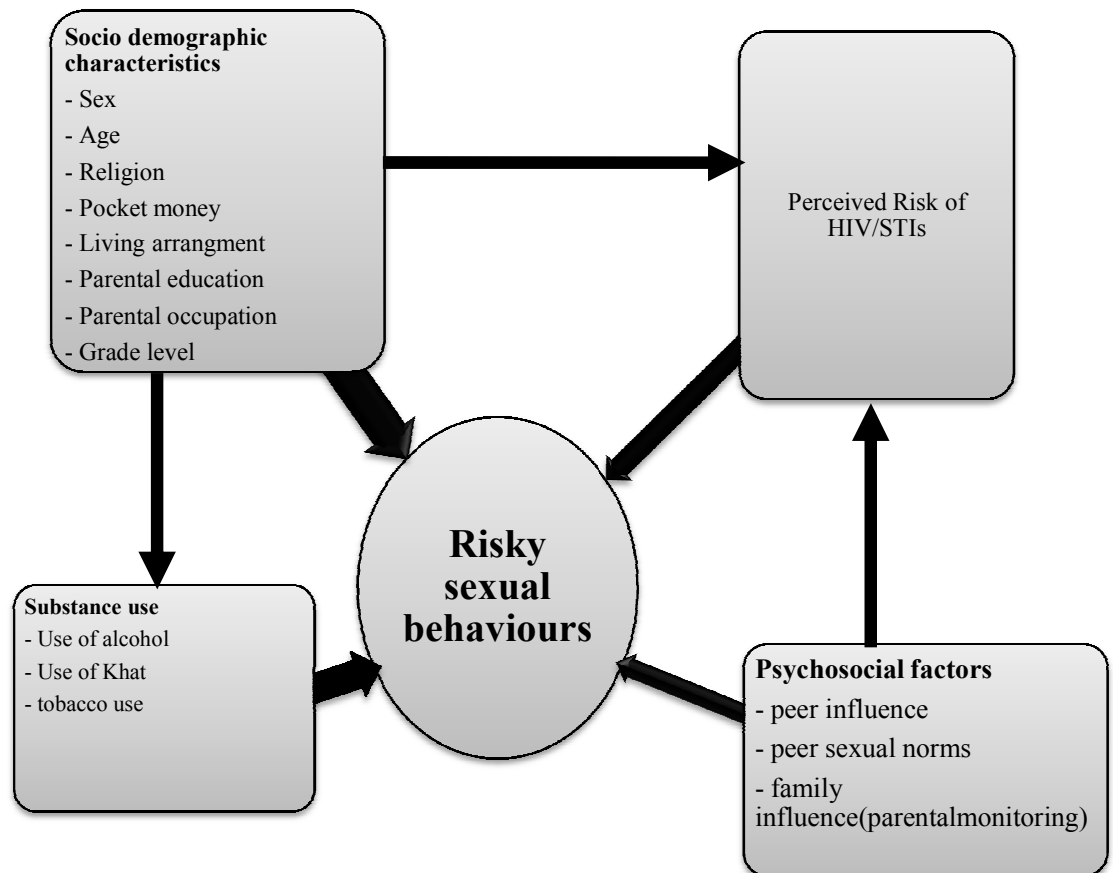 Socio demographic
characteristics
- Sex
- Age
- Religion
- Pocket money
- Living arrangment
- Parental education
- Parental occupation
- Grade level
Perceived Risk of
HIV/STIs
Risky
sexual
behaviours
Substance use
- Use of alcohol
- Use of Khat
- tobacco use
Psychosocial factors
- peer influence
- peer sexual norms
- family
influence(parentalmonitoring)